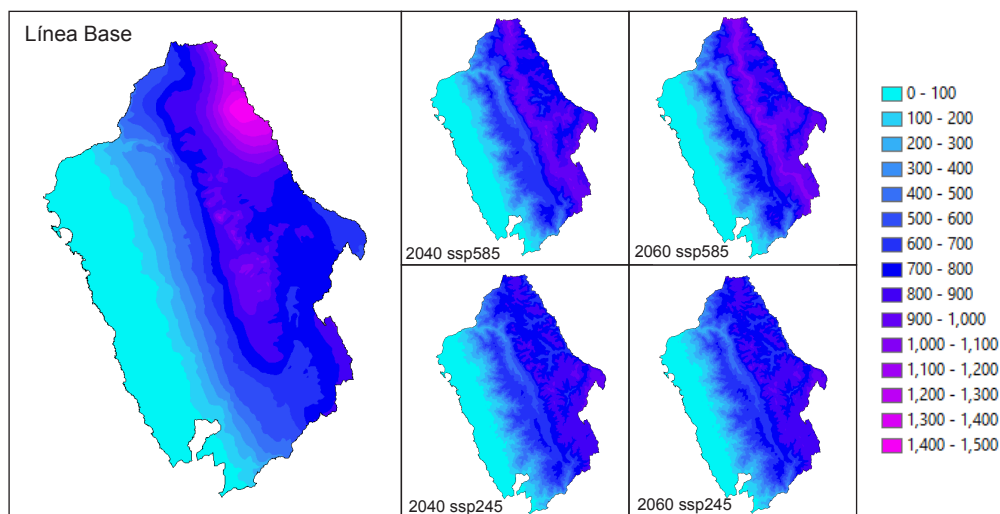 Línea Base
2040 ssp585
2060 ssp585
2040 ssp245
2060 ssp245
0 - 100
100 - 200
200 - 300
300 - 400
400 - 500
500 - 600
600 - 700
700 - 800
800 - 900
900 - 1,000
1,000 - 1,100
1,100 - 1,200
1,200 - 1,300
1,300 - 1,400
1,400 - 1,500